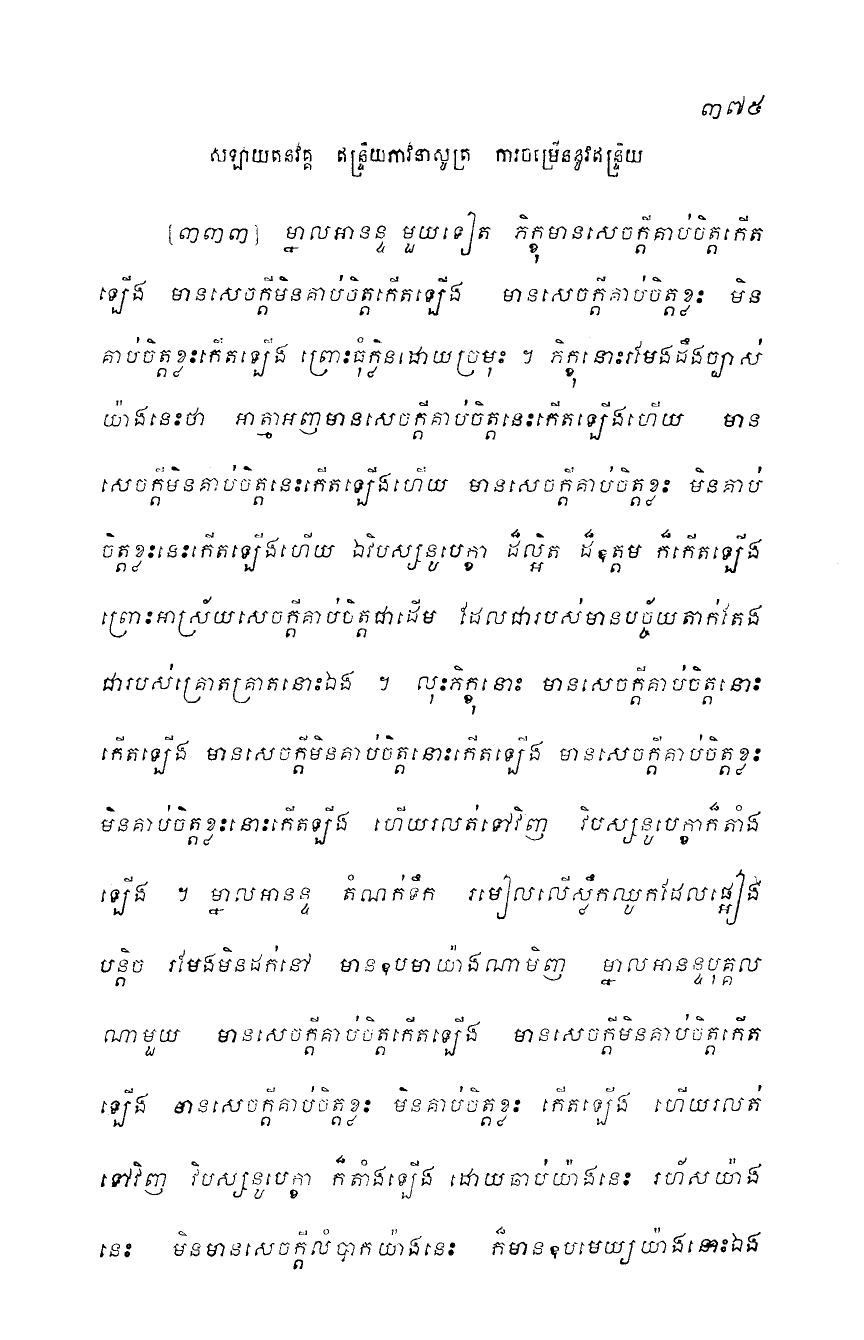 ៣៧៥
សឡាយតនវគ្គ ឥន្ទ្រិយភាវនាសូត្រ ការចម្រើននូវឥន្ទ្រិយ
[៣៣៣] ម្នាលអានន្ទ មួយទៀត ភិក្ខុមានសេចក្តីគាប់ចិត្តកើត
ឡើង មានសេចក្តីមិនគាប់ចិត្តកើតឡើង មានសេចក្តីគាប់ចិត្តខ្លះ មិន
គាប់ចិត្តខ្លះកើតឡើង ព្រោះធុំក្លិនដោយច្រមុះ ។ ភិក្ខុនោះរមែងដឹងច្បាស់
យ៉ាងនេះថា អាត្មាអញមានសេចក្តីគាប់ចិត្តនេះកើតឡើងហើយ មាន
សេចក្តីមិនគាប់ចិត្តនេះកើតឡើងហើយ មានសេចក្តីគាប់ចិត្តខ្លះ មិនគាប់
ចិត្តខ្លះនេះកើតឡើងហើយ ឯវិបស្សនូបេក្ខា ដ៏ល្អិត ដ៏ឧត្តម ក៏កើតឡើង
ព្រោះអាស្រ័យសេចក្តីគាប់ចិត្តជាដើម ដែលជារបស់មានបច្ច័យតាក់តែង
ជារបស់គ្រោតគ្រាតនោះឯង ។ លុះភិក្ខុនោះ មានសេចក្តីគាប់ចិត្តនោះ
កើតឡើង មានសេចក្តីមិនគាប់ចិត្តនោះកើតឡើង មានសេចក្តីគាប់ចិត្តខ្លះ
មិនគាប់ចិត្តខ្លះនោះកើតឡើង ហើយរលត់ទៅវិញ វិបស្សនូបេក្ខាក៏តាំង
ឡើង ។ ម្នាលអានន្ទ តំណក់ទឹក រមៀលលើស្លឹកឈូកដែលផ្អៀង
បន្តិច រមែងមិនដក់នៅ មានឧបមាយ៉ាងណាមិញ ម្នាលអានន្ទបុគ្គល
ណាមួយ មានសេចក្តីគាប់ចិត្តកើតឡើង មានសេចក្តីមិនគាប់ចិត្តកើត
ឡើង មានសេចក្តីគាប់ចិត្តខ្លះ មិនគាប់ចិត្តខ្លះ កើតឡើង ហើយរលត់
ទៅវិញ វិបស្សនូបេក្ខា ក៏តាំងឡើង ដោយឆាប់យ៉ាងនេះ រហ័សយ៉ាង
នេះ មិនមានសេចក្តីលំបាកយ៉ាងនេះ ក៏មានឧបមេយ្យយ៉ាងនោះឯង